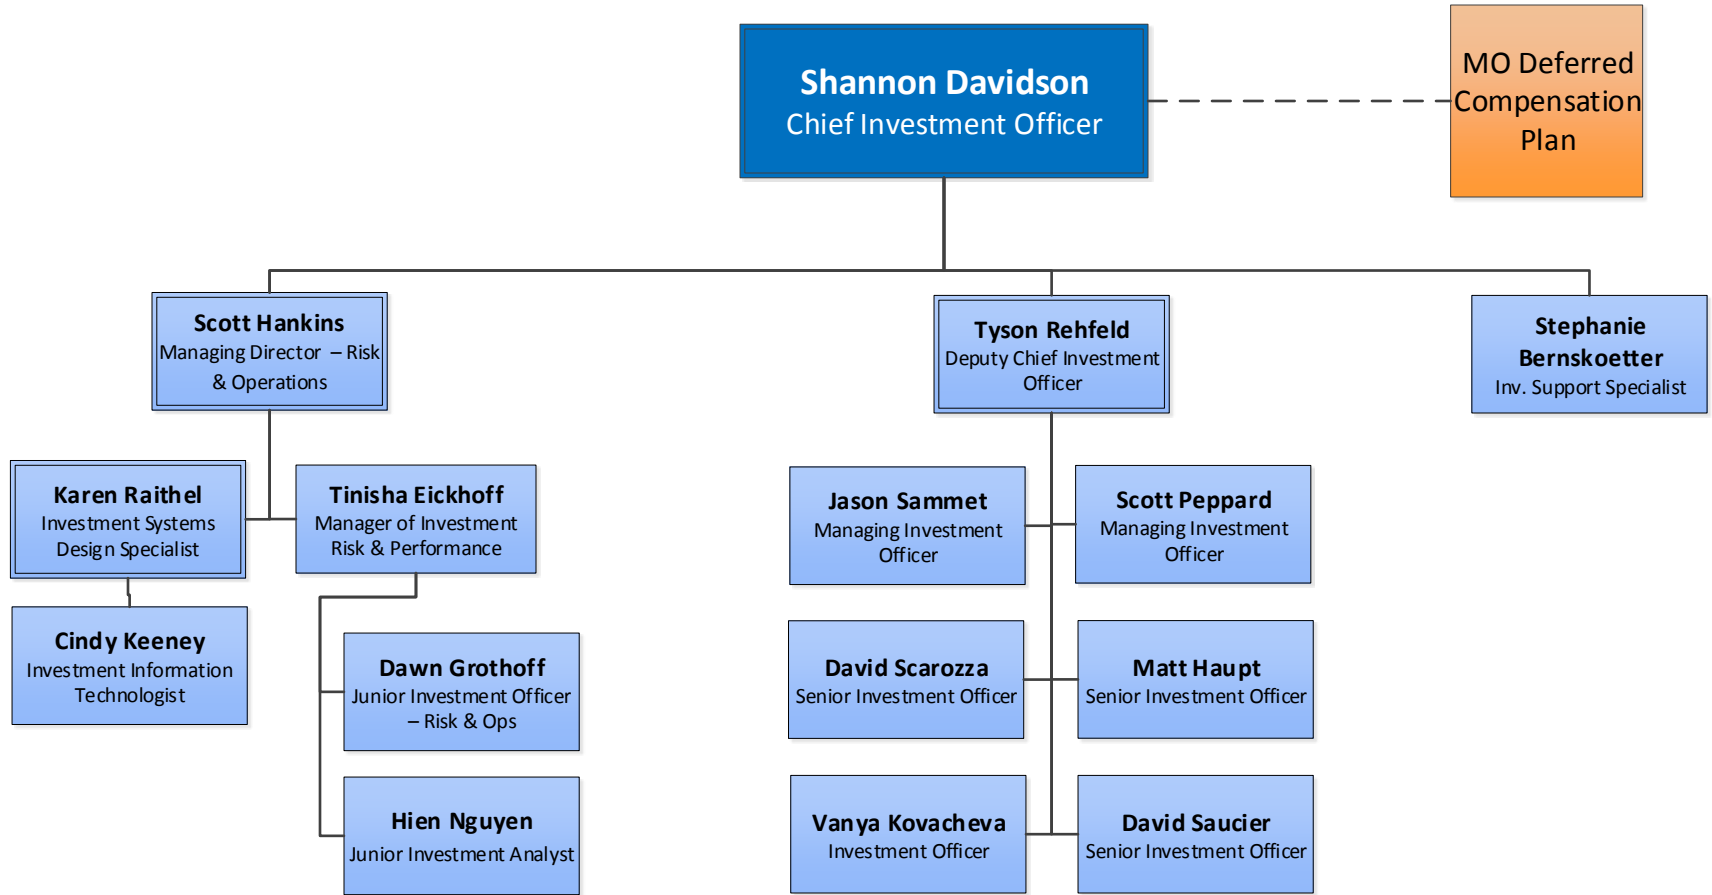 Shannon Davidson
Chief Investment Officer
MO Deferred
Compensation
Plan
Scott Hankins
Managing Director – Risk
& Operations
Tyson Rehfeld
Deputy Chief Investment
Officer
Stephanie
Bernskoetter
Inv. Support Specialist
Karen Raithel
Investment Systems
Design Specialist
Tinisha Eickhoff
Manager of Investment
Risk & Performance
Jason Sammet
Managing Investment
Officer
Scott Peppard
Managing Investment
Officer
Cindy Keeney
Investment Information
Technologist
Dawn Grothoff
Junior Investment Officer
– Risk & Ops
David Scarozza
Senior Investment Officer
Matt Haupt
Senior Investment Officer
Hien Nguyen
Junior Investment Analyst
Vanya Kovacheva
Investment Officer
David Saucier
Senior Investment Officer